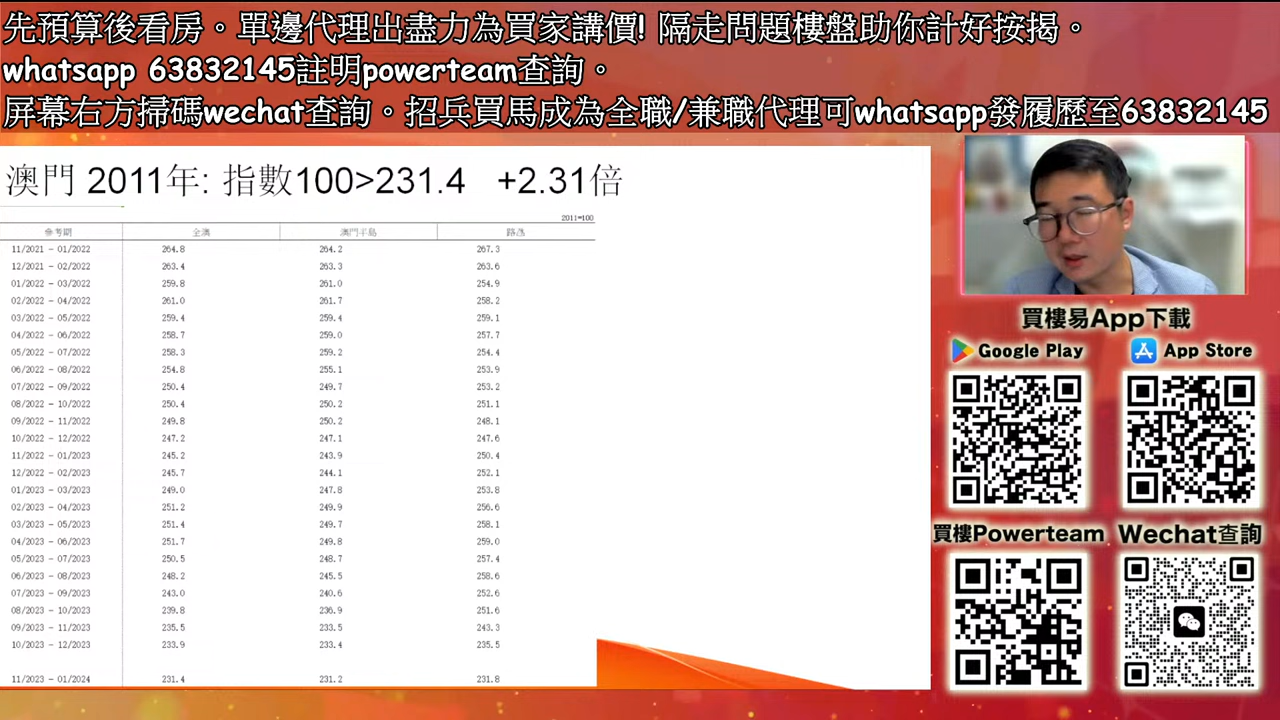 先預算後看房。單邊代理出盡力為買家講價! 隔走問題樓盤助你計好按揭。
whatsapp 63832145註明powerteam查詢。
屏幕右方掃碼wechat查詢。招兵買馬成為全職/兼職代理可whatsapp發履歷至63832145
澳門 2011年: 指數100>231.4 +2.31倍
2011=100
參考期 全澳 澳門半島 路氹
11/2021 - 01/2022 264.8 264.2 267.3
12/2021 - 02/2022 263.4 263.3 263.6
01/2022 - 03/2022 259.8 261.0 254.9
02/2022 - 04/2022 261.0 261.7 258.2
03/2022 - 05/2022 259.4 259.4 259.1
04/2022 - 06/2022 258.7 259.0 257.7
05/2022 - 07/2022 258.3 259.2 254.4
06/2022 - 08/2022 254.8 255.1 253.9
07/2022 - 09/2022 250.4 249.7 253.2
08/2022 - 10/2022 250.4 250.2 251.1
09/2022 - 11/2022 249.8 250.2 248.1
10/2022 - 12/2022 247.2 247.1 247.6
11/2022 - 01/2023 245.2 243.9 250.4
12/2022 - 02/2023 245.7 244.1 252.1
01/2023 - 03/2023 249.0 247.8 253.8
02/2023 - 04/2023 251.2 249.9 256.6
03/2023 - 05/2023 251.4 249.7 258.1
04/2023 - 06/2023 251.7 249.8 259.0
05/2023 - 07/2023 250.5 248.7 257.4
06/2023 - 08/2023 248.2 245.5 258.6
07/2023 - 09/2023 243.0 240.6 252.6
08/2023 - 10/2023 239.8 236.9 251.6
09/2023 - 11/2023 235.5 233.5 243.3
10/2023 - 12/2023 233.9 233.4 235.5
11/2023 - 01/2024 231.4 231.2 231.8
買樓易App下載
Google Play App Store
買樓Powerteam Wechat查詢